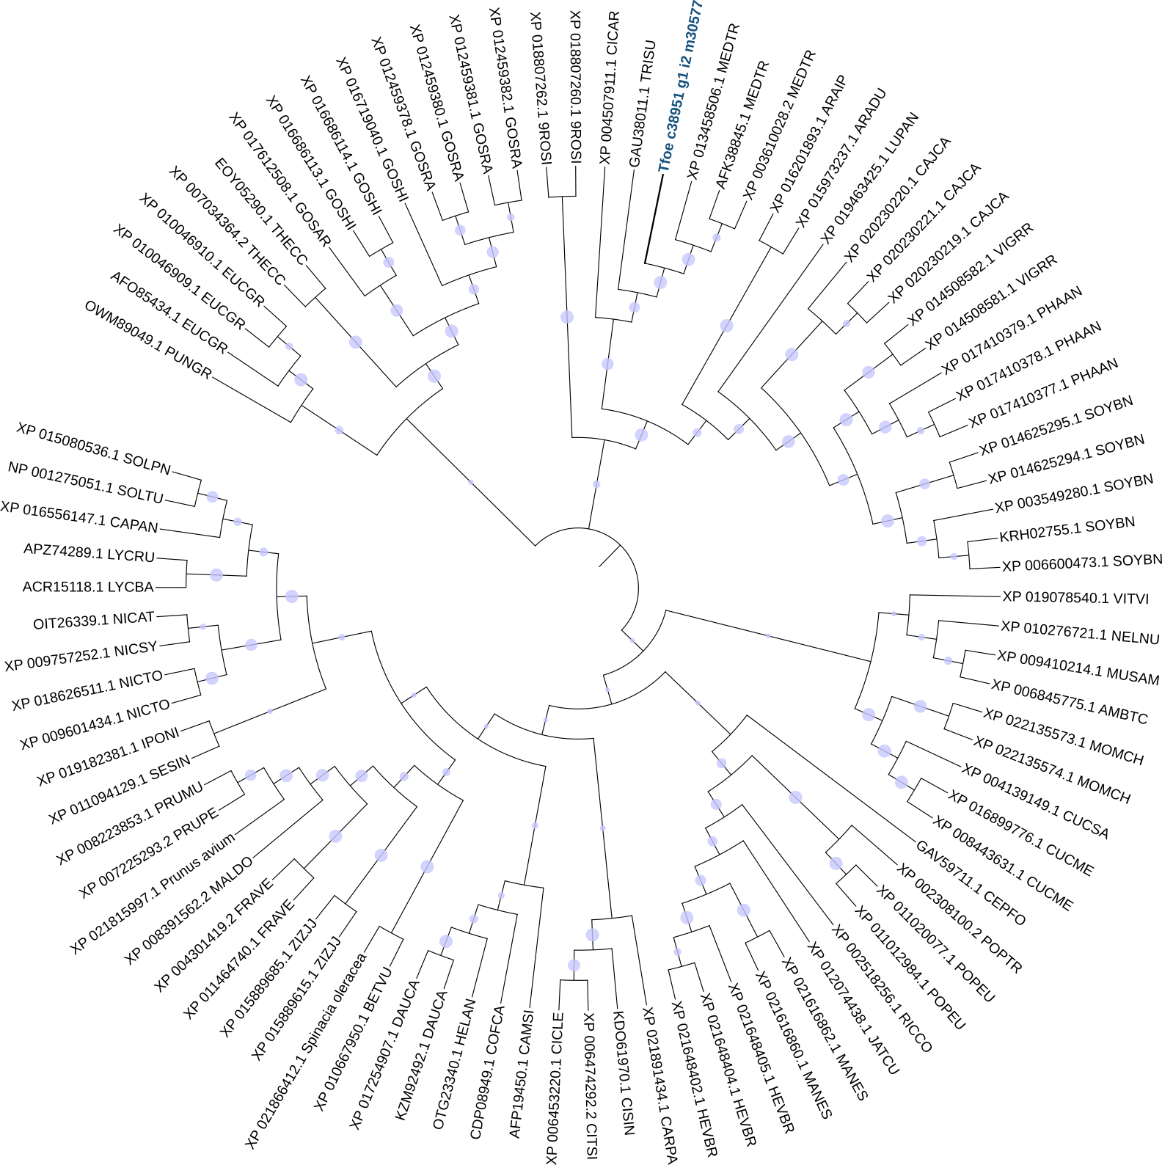 XP 004507911.1 CICAR
GAU38011.1 TRISU
Tfoe c38951 g1 i2 m30577
XP 013458506.1 MEDTR
AFK38845.1 MEDTR
XP 003610028.2 MEDTR
XP 016201893.1 ARAIP
XP 015973237.1 ARADU
XP 019463425.1 LUPAN
XP 020230220.1 CAJCA
XP 020230221.1 CAJCA
XP 020230219.1 CAJCA
XP 014508582.1 VIGRR
XP 014508581.1 VIGRR
XP 017410379.1 PHAAN
XP 017410378.1 PHAAN
XP 017410377.1 PHAAN
XP 014625295.1 SOYBN
XP 014625294.1 SOYBN
XP 003549280.1 SOYBN
KRH02755.1 SOYBN
XP 006600473.1 SOYBN
XP 019078540.1 VITVI
XP 010276721.1 NELNU
XP 009410214.1 MUSAM
XP 006845775.1 AMBTC
XP 022135573.1 MOMCH
XP 022135574.1 MOMCH
XP 004139149.1 CUCSA
XP 016899776.1 CUCME
XP 008443631.1 CUCME
GAV59711.1 CEPFO
XP 002308100.2 POPTR
XP 011020077.1 POPEU
XP 011012984.1 POPEU
XP 002518256.1 RICCO
XP 012074438.1 JATCU
XP 021616862.1 MANES
XP 021616860.1 MANES
XP 021648405.1 HEVBR
XP 021648404.1 HEVBR
XP 021648402.1 HEVBR
XP 021891434.1 CARPA
KDO61970.1 CISIN
XP 006474292.2 CITSI
XP 006453220.1 CICLE
AFP19450.1 CAMSI
CDP08949.1 COFCA
OTG23340.1 HELAN
KZM92492.1 DAUCA
XP 017254907.1 DAUCA
XP 010667950.1 BETVU
XP 021866412.1 Spinacia oleracea
XP 015889615.1 ZIZJJ
XP 015889685.1 ZIZJJ
XP 011464740.1 FRAVE
XP 004301419.2 FRAVE
XP 008391562.2 MALDO
XP 021815997.1 Prunus avium
XP 007225293.2 PRUPE
XP 008223853.1 PRUMU
XP 011094129.1 SESIN
XP 019182381.1 IPONI
XP 009601434.1 NICTO
XP 018626511.1 NICTO
XP 009757252.1 NICSY
OIT26339.1 NICAT
ACR15118.1 LYCBA
APZ74289.1 LYCRU
XP 016556147.1 CAPAN
NP 001275051.1 SOLTU
XP 015080536.1 SOLPN
OWM89049.1 PUNGR
AFO85434.1 EUCGR
XP 010046909.1 EUCGR
XP 010046910.1 EUCGR
XP 007034364.2 THECC
EOY05290.1 THECC
XP 017612508.1 GOSAR
XP 016686113.1 GOSHI
XP 016686114.1 GOSHI
XP 016719040.1 GOSHI
XP 012459378.1 GOSRA
XP 012459380.1 GOSRA
XP 012459381.1 GOSRA
XP 012459382.1 GOSRA
XP 018807262.1 9ROSI
XP 018807260.1 9ROSI